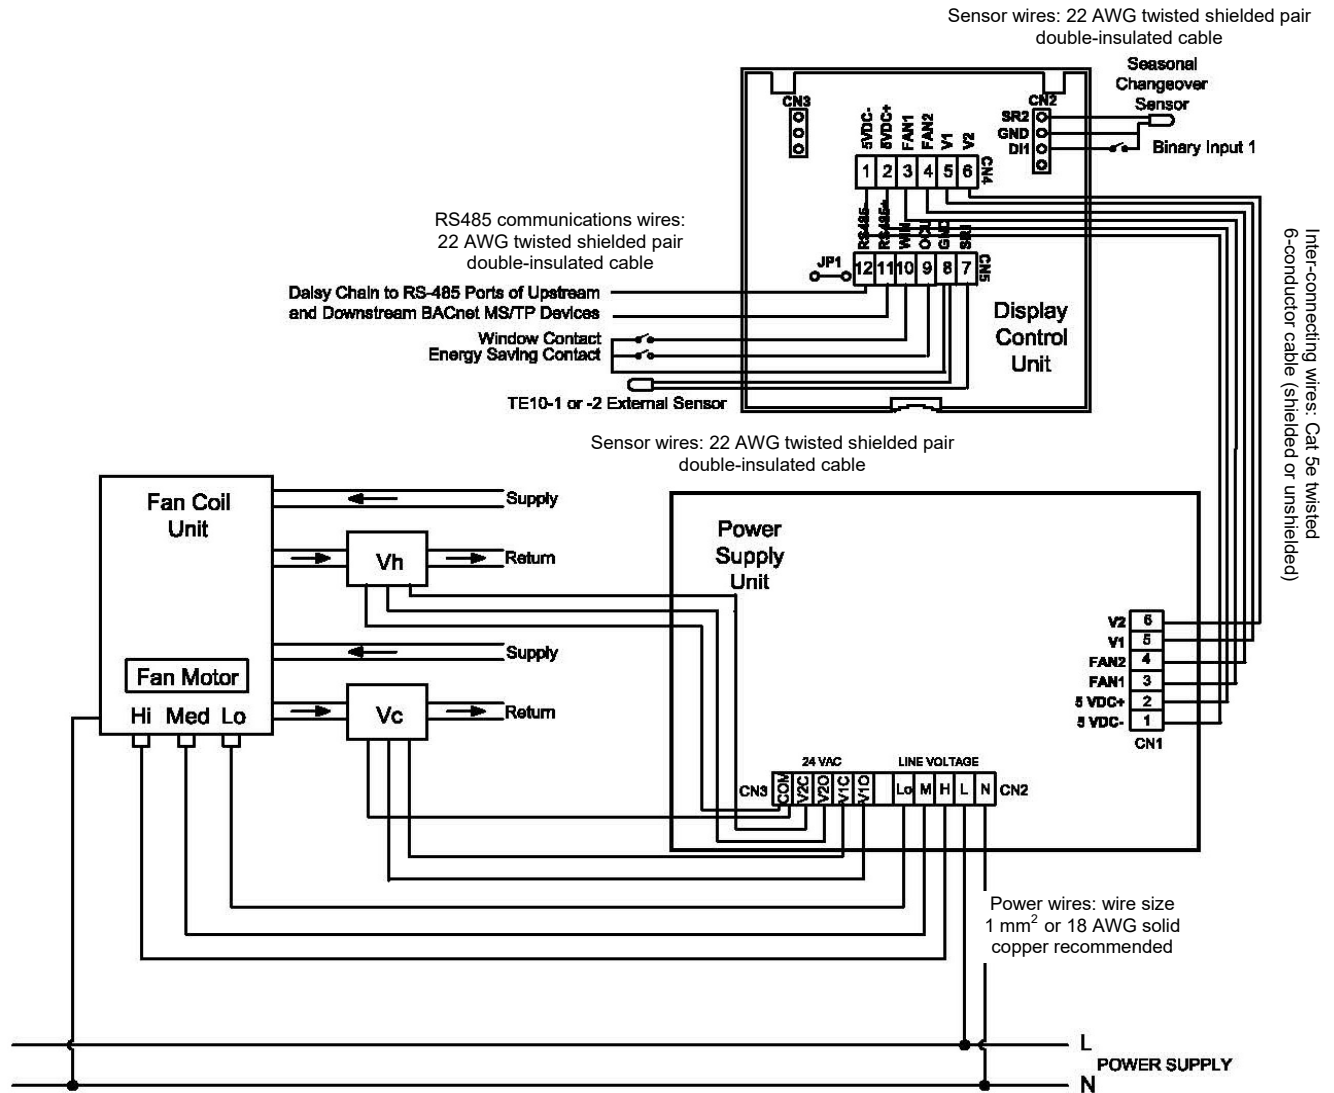 Sensor wires: 22 AWG twisted shielded pair
double-insulated cable
Seasonal
Changeover
Sensor
CN3
CN2
SR2
GND
DI1
Binary Input 1
5VDC-
5VDC+
FAN1
FAN2
V1
V2
1 2 3 4 5 6
CN4
RS485 communications wires:
22 AWG twisted shielded pair
double-insulated cable
RS485-
RS485+
WIN
OCU
GND
SR1
JP1
12 11 10 9 8 7
CN5
Daisy Chain to RS-485 Ports of Upstream
and Downstream BACnet MS/TP Devices
Window Contact
Energy Saving Contact
TE10-1 or -2 External Sensor
Display
Control
Unit
Inter-connecting wires: Cat 5e twisted
6-conductor cable (shielded or unshielded)
Sensor wires: 22 AWG twisted shielded pair
double-insulated cable
Fan Coil
Unit
Supply
Vh
Return
Supply
Fan Motor
Hi Med Lo
Vc
Return
Power
Supply
Unit
V2 6
V1 5
FAN2 4
FAN1 3
5 VDC+ 2
5 VDC- 1
CN1
24 VAC
LINE VOLTAGE
CN3
COM V2C V2O V1C V1O
Lo M H L N
CN2
Power wires: wire size
1 mm2 or 18 AWG solid
copper recommended
L
POWER SUPPLY
N